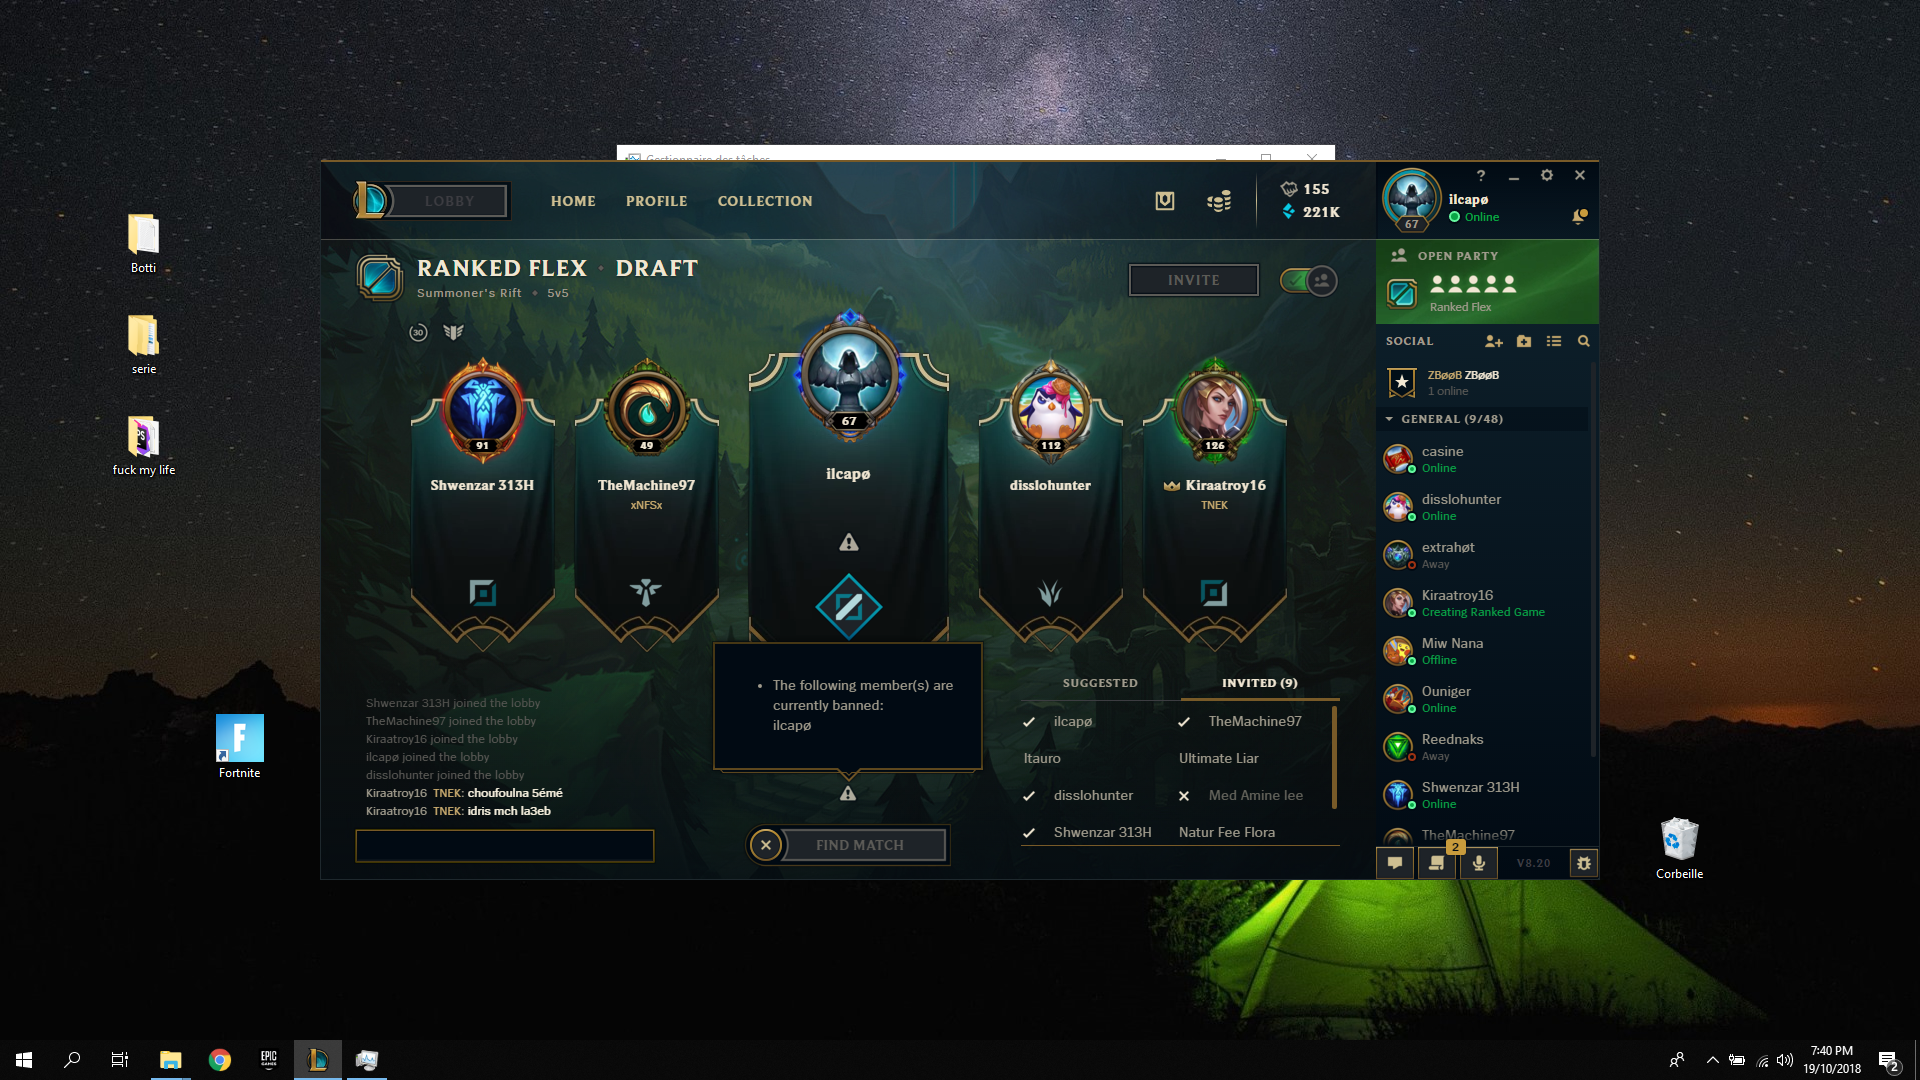 Gestionnaire des tâches
LOBBY
HOME
PROFILE
COLLECTION
155
221K
?
ilcapø
Online
67
RANKED FLEX • DRAFT
Summoner's Rift • 5v5
INVITE
OPEN PARTY
Ranked Flex
30
SOCIAL
ZBøøB ZBøøB
1 online
GENERAL (9/48)
casine
Online
disslohunter
Online
extrahøt
Away
Kiraatroy16
Creating Ranked Game
Miw Nana
Offline
Ouniger
Online
Reednaks
Away
Shwenzar 313H
Online
TheMachine97
2
V8.20
91
Shwenzar 313H
49
TheMachine97
xNFSx
67
ilcapø
112
disslohunter
126
Kiraatroy16
TNEK
• The following member(s) are
currently banned:
ilcapø
SUGGESTED
INVITED (9)
ilcapø
TheMachine97
Itauro
Ultimate Liar
disslohunter
Med Amine lee
Shwenzar 313H
Natur Fee Flora
Shwenzar 313H joined the lobby
TheMachine97 joined the lobby
Kiraatroy16 joined the lobby
ilcapø joined the lobby
disslohunter joined the lobby
Kiraatroy16 TNEK: choufoulna 5émé
Kiraatroy16 TNEK: idris mch la3eb
FIND MATCH
Botti
serie
PS
fuck my life
F
Fortnite
Corbeille
EPIC
GAMES
7:40 PM
19/10/2018
2